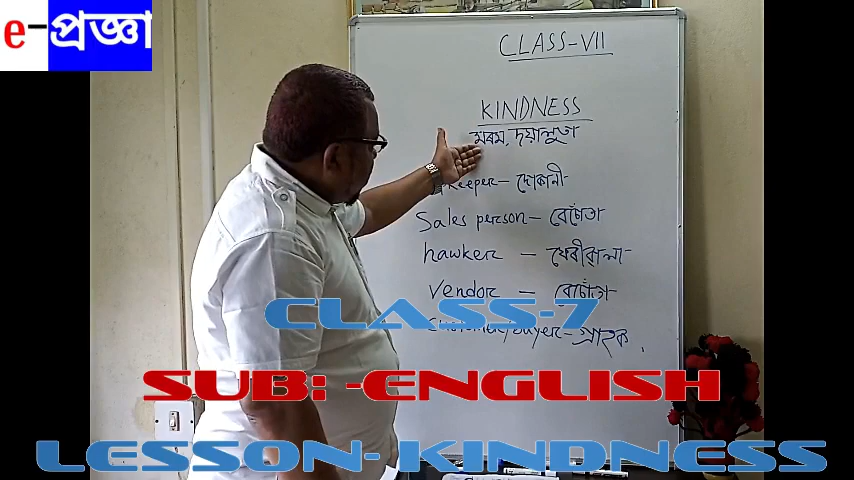 e-প্ৰজ্ঞা
CLASS-VII
KINDNESS
মৰম, দয়ালুতা
keeper - দোকানী
Sales person - বেচোঁতা
hawker - ফেৰীৱালা
Vendor - বেচোঁতা
Customer/buyer - গ্ৰাহক.
CLASS-7
SUB: -ENGLISH
LESSON- KINDNESS